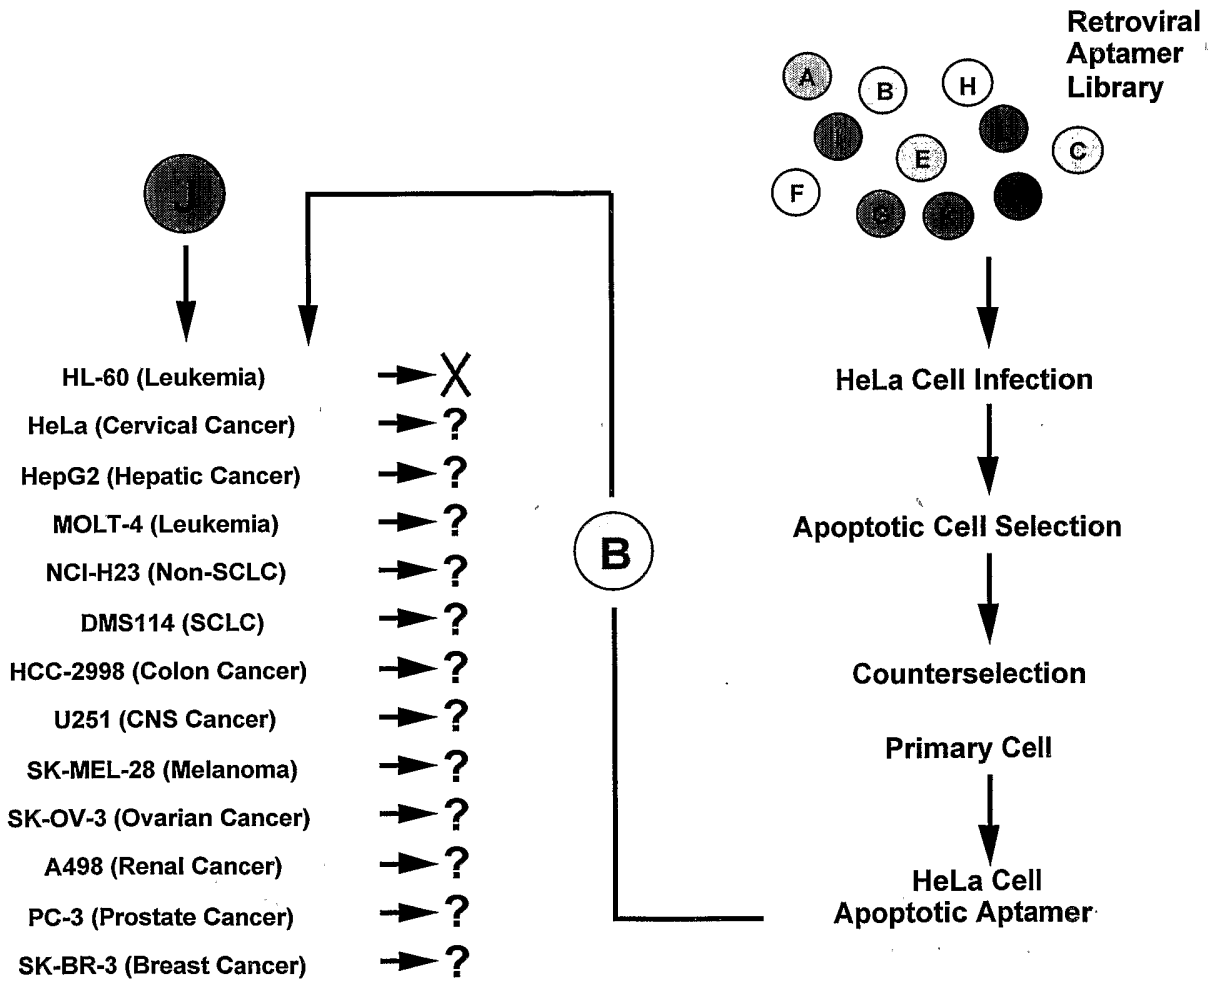 Retroviral
Aptamer
Library
A
B
H
E
C
F
G
J
HL-60 (Leukemia)
X
HeLa (Cervical Cancer)
?
HepG2 (Hepatic Cancer)
?
MOLT-4 (Leukemia)
?
NCI-H23 (Non-SCLC)
?
DMS114 (SCLC)
?
HCC-2998 (Colon Cancer)
?
U251 (CNS Cancer)
?
SK-MEL-28 (Melanoma)
?
SK-OV-3 (Ovarian Cancer)
?
A498 (Renal Cancer)
?
PC-3 (Prostate Cancer)
?
SK-BR-3 (Breast Cancer)
?
B
HeLa Cell Infection
Apoptotic Cell Selection
Counterselection
Primary Cell
HeLa Cell
Apoptotic Aptamer